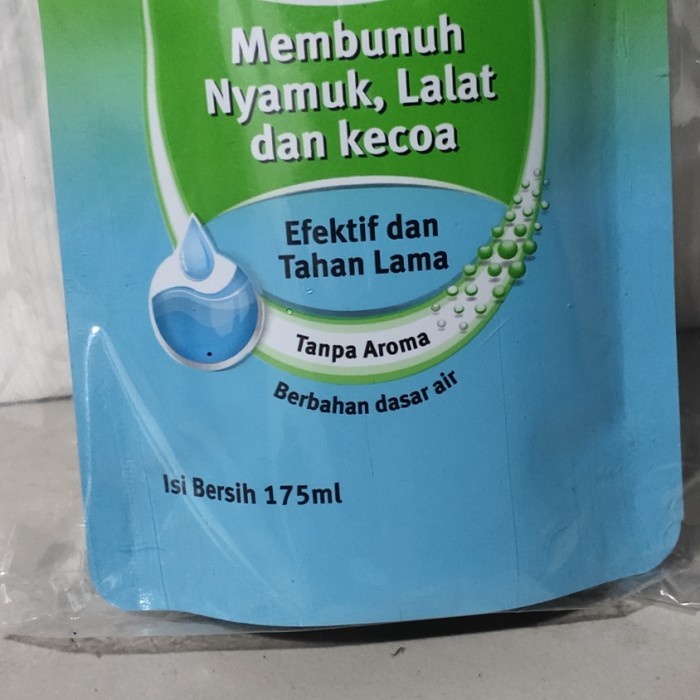 Membunuh
Nyamuk, Lalat
dan kecoa
Efektif dan
Tahan Lama
Tanpa Aroma
Berbahan dasar air
Isi Bersih 175ml